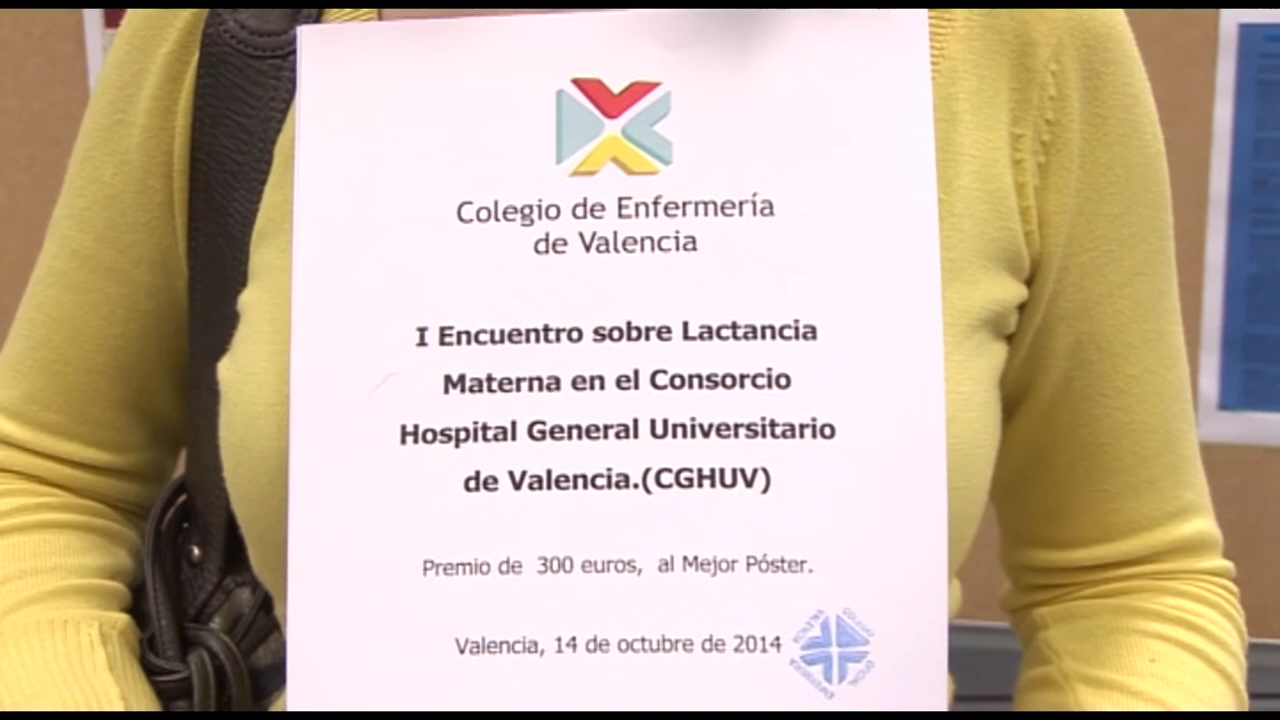 Colegio de Enfermería
de Valencia
I Encuentro sobre Lactancia
Materna en el Consorcio
Hospital General Universitario
de Valencia.(CGHUV)
Premio de 300 euros, al Mejor Póster.
Valencia, 14 de octubre de 2014